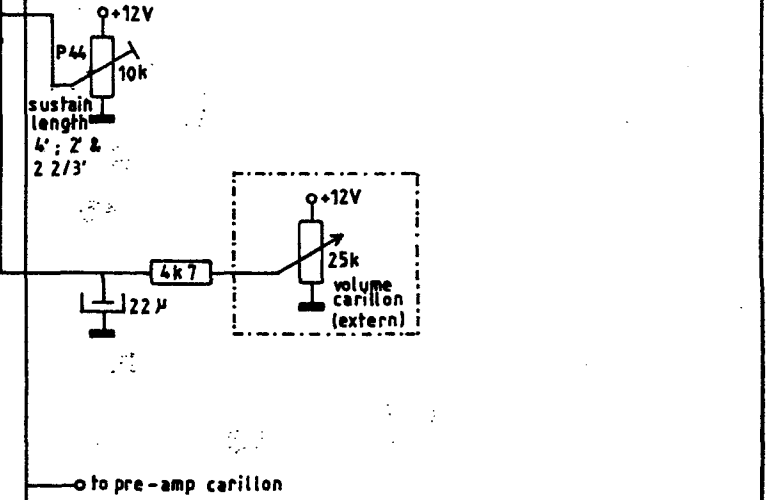 +12V
P44
10k
sustain
length
4'; 2' &
2 2/3'
+12V
25k
4k7
volume
carillon
(extern)
22µ
to pre-amp carillon